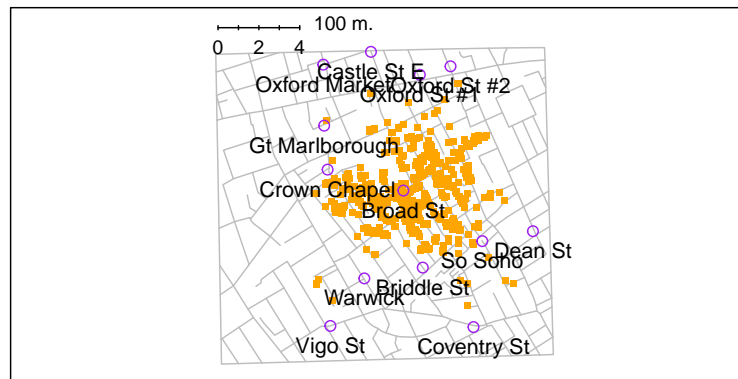 100 m.
0 2 4
Castle St E
Oxford Market
Oxford St #2
Oxford St #1
Gt Marlborough
Crown Chapel
Broad St
So Soho
Dean St
Briddle St
Warwick
Vigo St
Coventry St